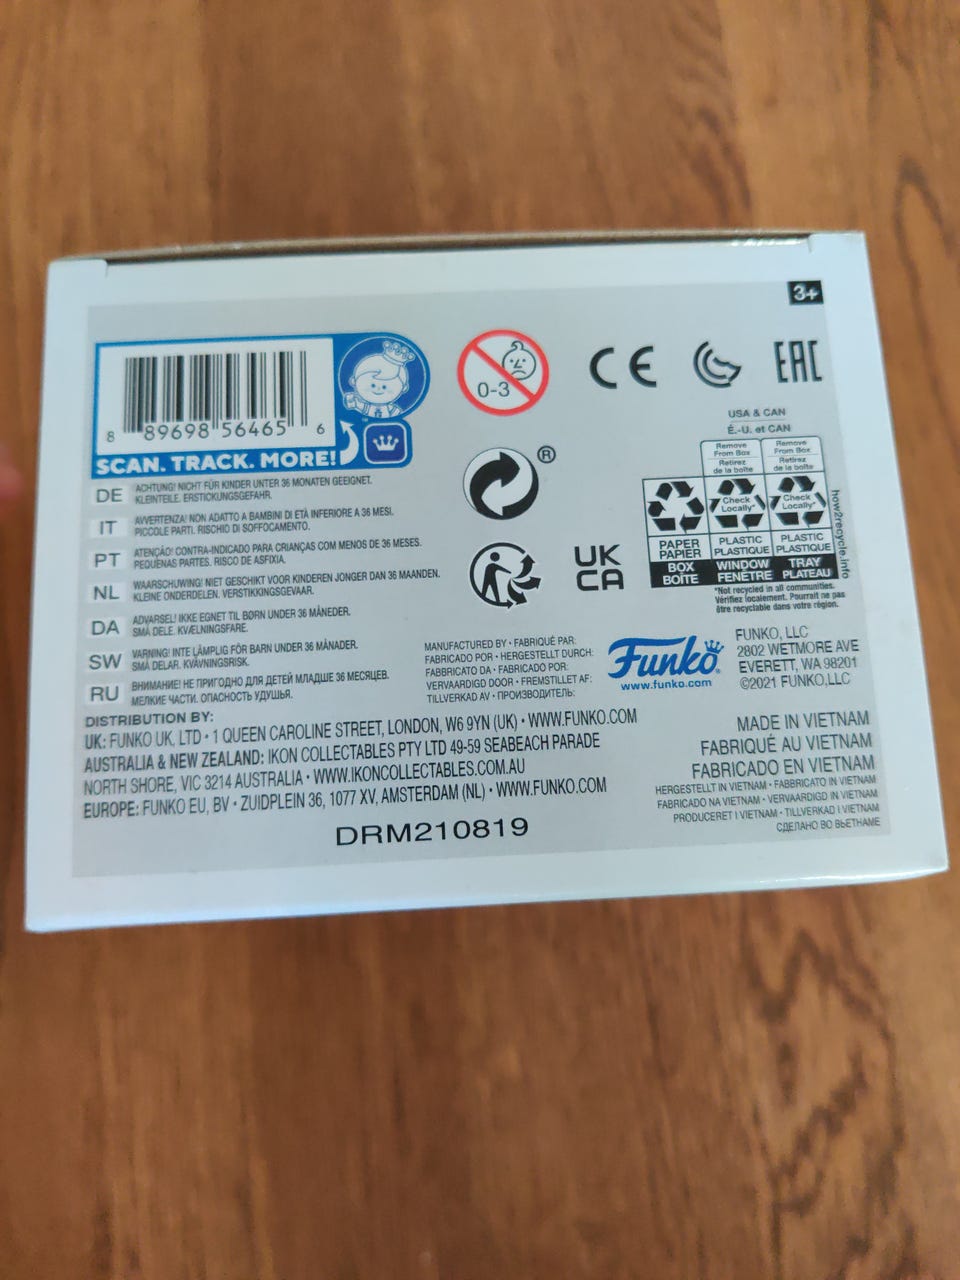 3+
8 89698 56465 6
SCAN. TRACK. MORE!
0-3
CE
EAC
®
UK
CA
USA & CAN
É.-U. et CAN
Remove
From Box
Retirez
de la boîte
Remove
From Box
Retirez
de la boîte
Check
Locally*
Check
Locally*
PAPER
PAPIER
PLASTIC
PLASTIQUE
PLASTIC
PLASTIQUE
BOX
BOÎTE
WINDOW
FENÊTRE
TRAY
PLATEAU
how2recycle.info
*Not recycled in all communities.
Vérifiez localement. Pourrait ne pas
être recyclable dans votre région.
DE ACHTUNG! NICHT FÜR KINDER UNTER 36 MONATEN GEEIGNET.
KLEINTEILE. ERSTICKUNGSGEFAHR.
IT AVVERTENZA! NON ADATTO A BAMBINI DI ETÀ INFERIORE A 36 MESI.
PICCOLE PARTI. RISCHIO DI SOFFOCAMENTO.
PT ATENÇÃO! CONTRA-INDICADO PARA CRIANÇAS COM MENOS DE 36 MESES.
PEQUENAS PARTES. RISCO DE ASFIXIA.
NL WAARSCHUWING! NIET GESCHIKT VOOR KINDEREN JONGER DAN 36 MAANDEN.
KLEINE ONDERDELEN. VERSTIKKINGSGEVAAR.
DA ADVARSEL! IKKE EGNET TIL BØRN UNDER 36 MÅNEDER.
SMÅ DELE. KVÆLNINGSFARE.
SW VARNING! INTE LÄMPLIG FÖR BARN UNDER 36 MÅNADER.
SMÅ DELAR. KVÄVNINGSRISK.
RU ВНИМАНИЕ! НЕ ПРИГОДНО ДЛЯ ДЕТЕЙ МЛАДШЕ 36 МЕСЯЦЕВ.
МЕЛКИЕ ЧАСТИ. ОПАСНОСТЬ УДУШЬЯ.
MANUFACTURED BY • FABRIQUÉ PAR:
FABRICADO POR • HERGESTELLT DURCH:
FABBRICATO DA • FABRICADO POR:
VERVAARDIGD DOOR • FREMSTILLET AF:
TILLVERKAD AV • ПРОИЗВОДИТЕЛЬ:
Funko®
www.funko.com
FUNKO, LLC
2802 WETMORE AVE
EVERETT, WA 98201
©2021 FUNKO,LLC
DISTRIBUTION BY:
UK: FUNKO UK, LTD • 1 QUEEN CAROLINE STREET, LONDON, W6 9YN (UK) • WWW.FUNKO.COM
AUSTRALIA & NEW ZEALAND: IKON COLLECTABLES PTY LTD 49-59 SEABEACH PARADE
NORTH SHORE, VIC 3214 AUSTRALIA • WWW.IKONCOLLECTABLES.COM.AU
EUROPE: FUNKO EU, BV • ZUIDPLEIN 36, 1077 XV, AMSTERDAM (NL) • WWW.FUNKO.COM
MADE IN VIETNAM
FABRIQUÉ AU VIETNAM
FABRICADO EN VIETNAM
HERGESTELLT IN VIETNAM • FABBRICATO IN VIETNAM
FABRICADO NA VIETNAM • VERVAARDIGD IN VIETNAM
PRODUCERET I VIETNAM • TILLVERKAD I VIETNAM
СДЕЛАНО ВО ВЬЕТНАМЕ
DRM210819